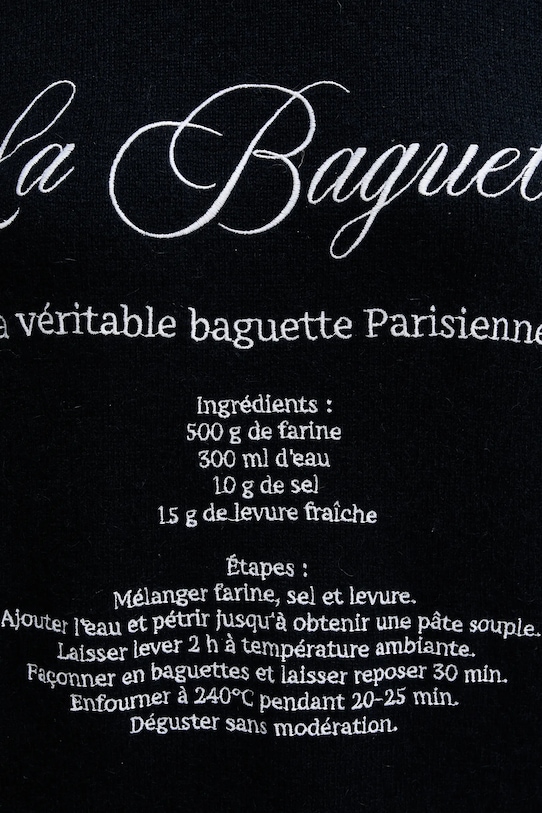 la Baguet
a véritable baguette Parisienne
Ingrédients :
500 g de farine
300 ml d'eau
10 g de sel
15 g de levure fraîche
Étapes :
Mélanger farine, sel et levure.
Ajouter l'eau et pétrir jusqu'à obtenir une pâte souple.
Laisser lever 2 h à température ambiante.
Façonner en baguettes et laisser reposer 30 min.
Enfourner à 240°C pendant 20-25 min.
Déguster sans modération.